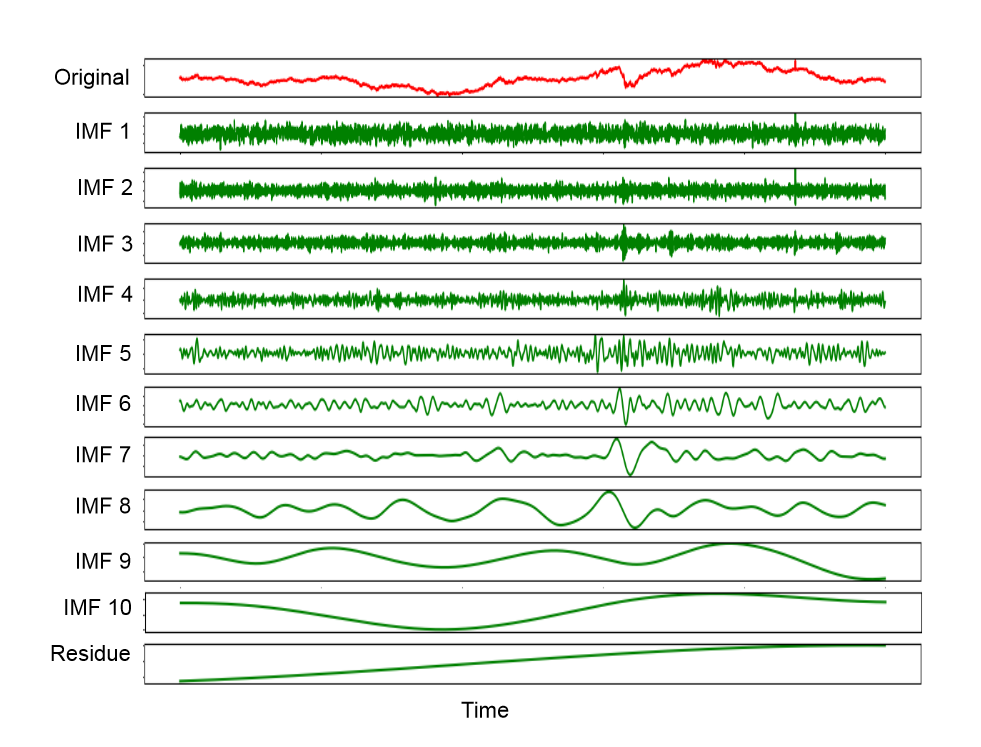 Original
IMF 1
IMF 2
IMF 3
IMF 4
IMF 5
IMF 6
IMF 7
IMF 8
IMF 9
IMF 10
Residue
Time